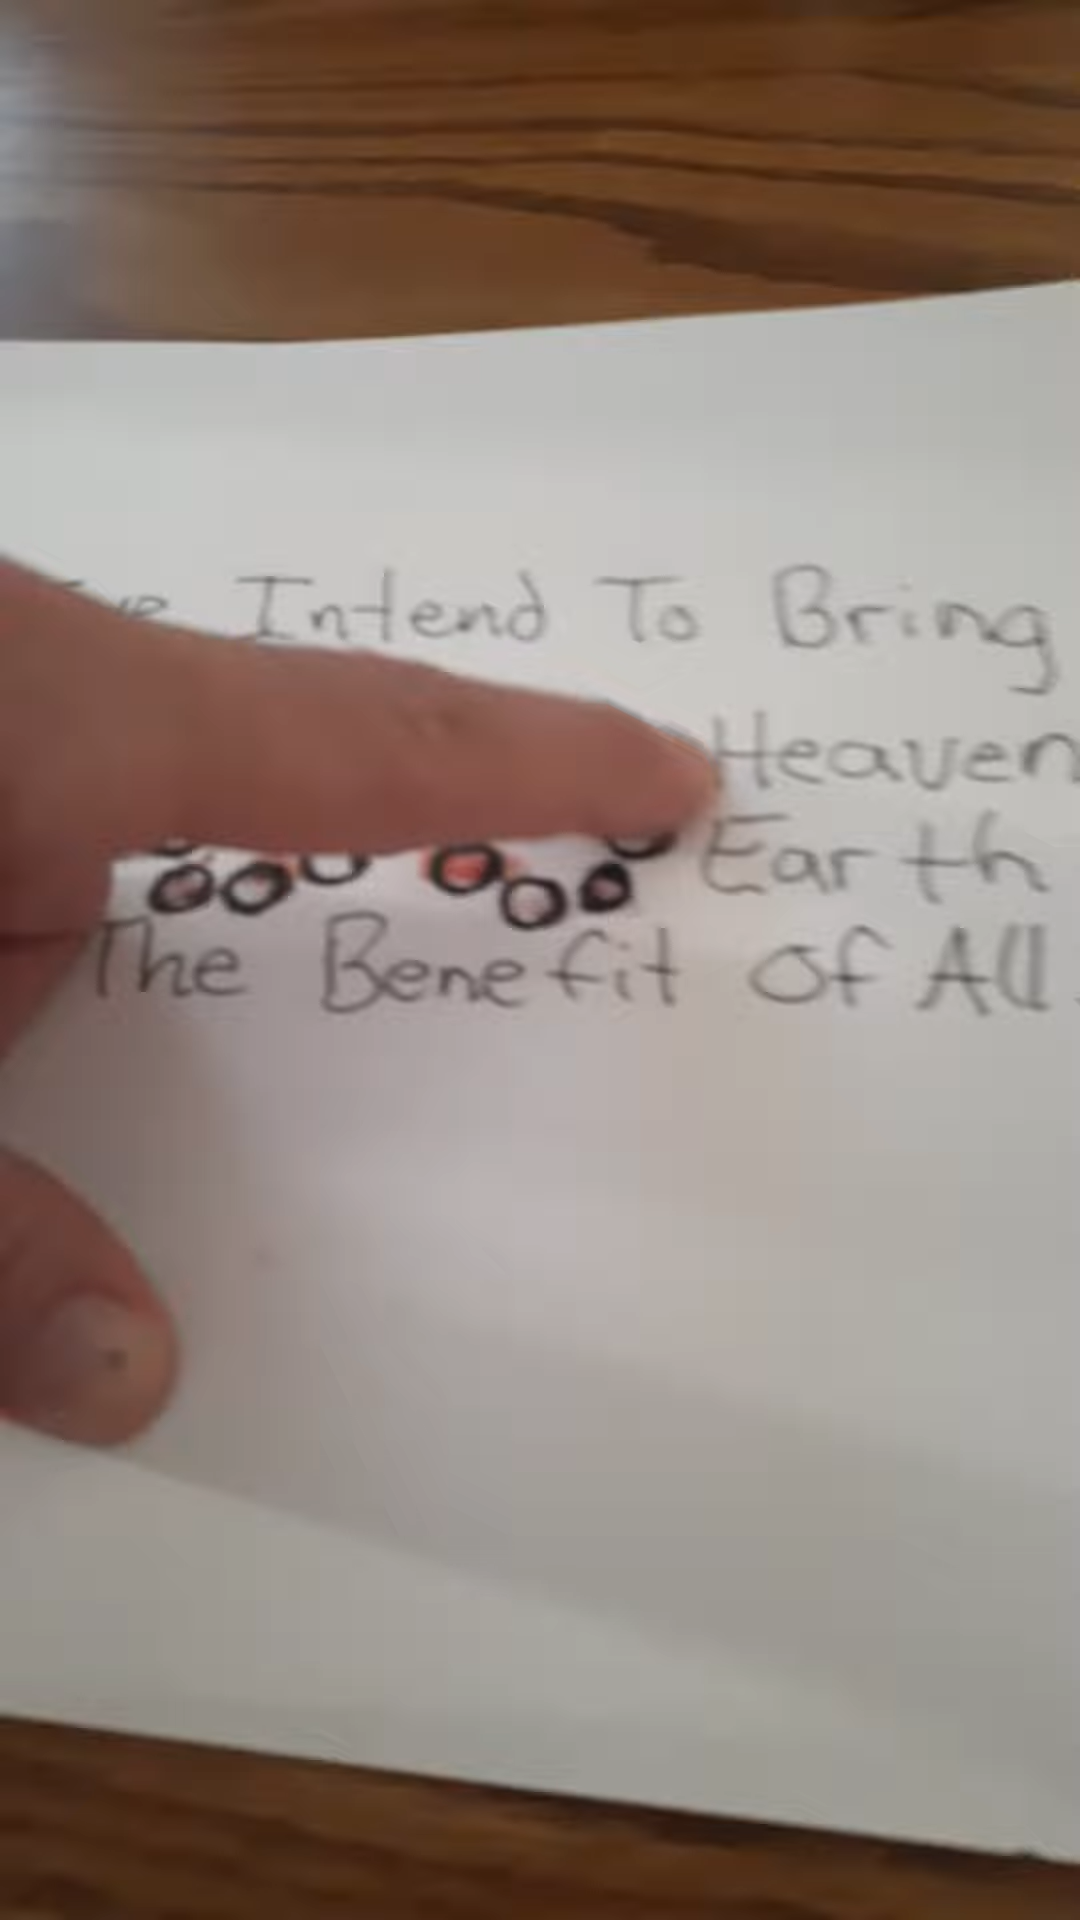 Intend To Bring
Heaven
Earth
The Benefit Of All